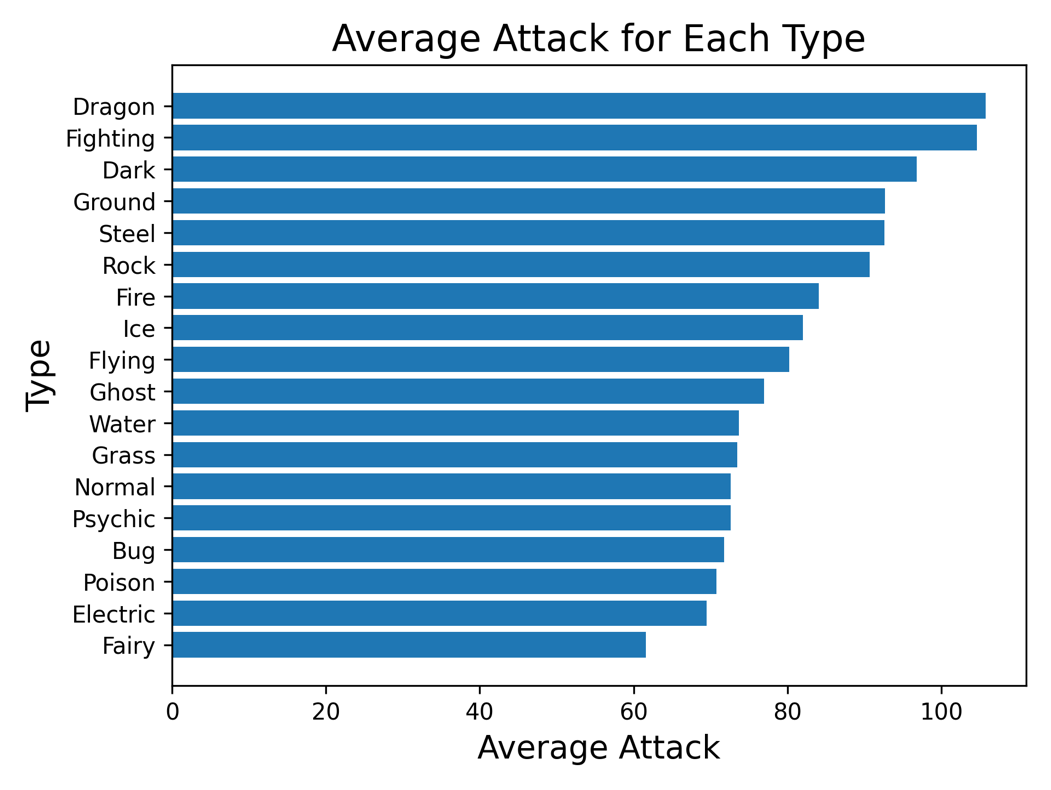 Average Attack for Each Type
Type
Dragon
Fighting
Dark
Ground
Steel
Rock
Fire
Ice
Flying
Ghost
Water
Grass
Normal
Psychic
Bug
Poison
Electric
Fairy
0 20 40 60 80 100
Average Attack